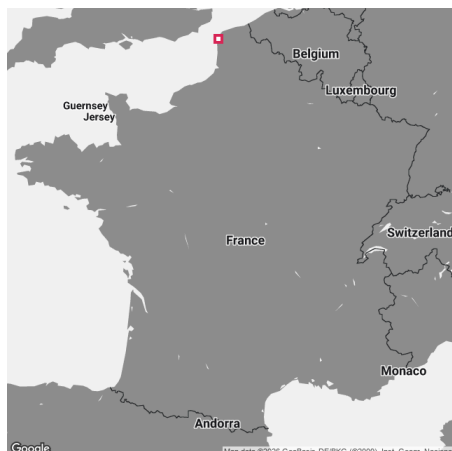 Belgium
Luxembourg
Guernsey
Jersey
Switzerland
France
Monaco
Andorra
Google